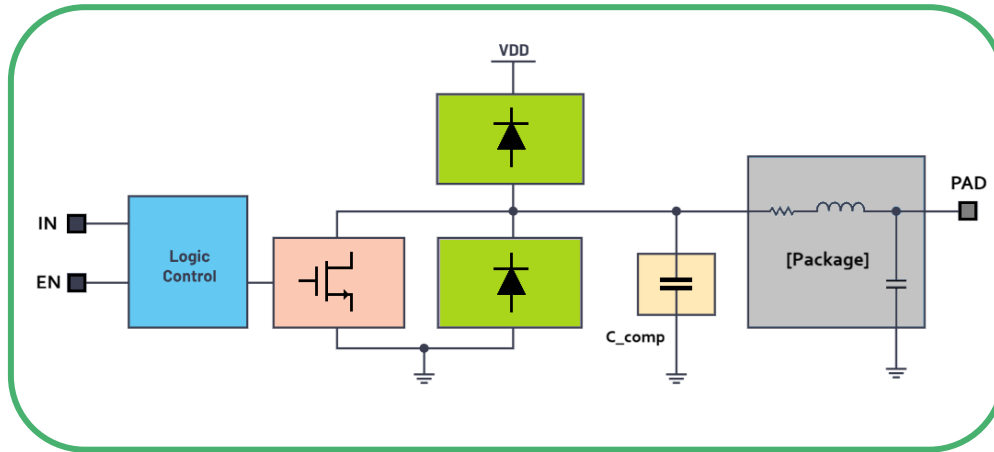 VDD
PAD
IN
Logic
Control
EN
[Package]
C_comp